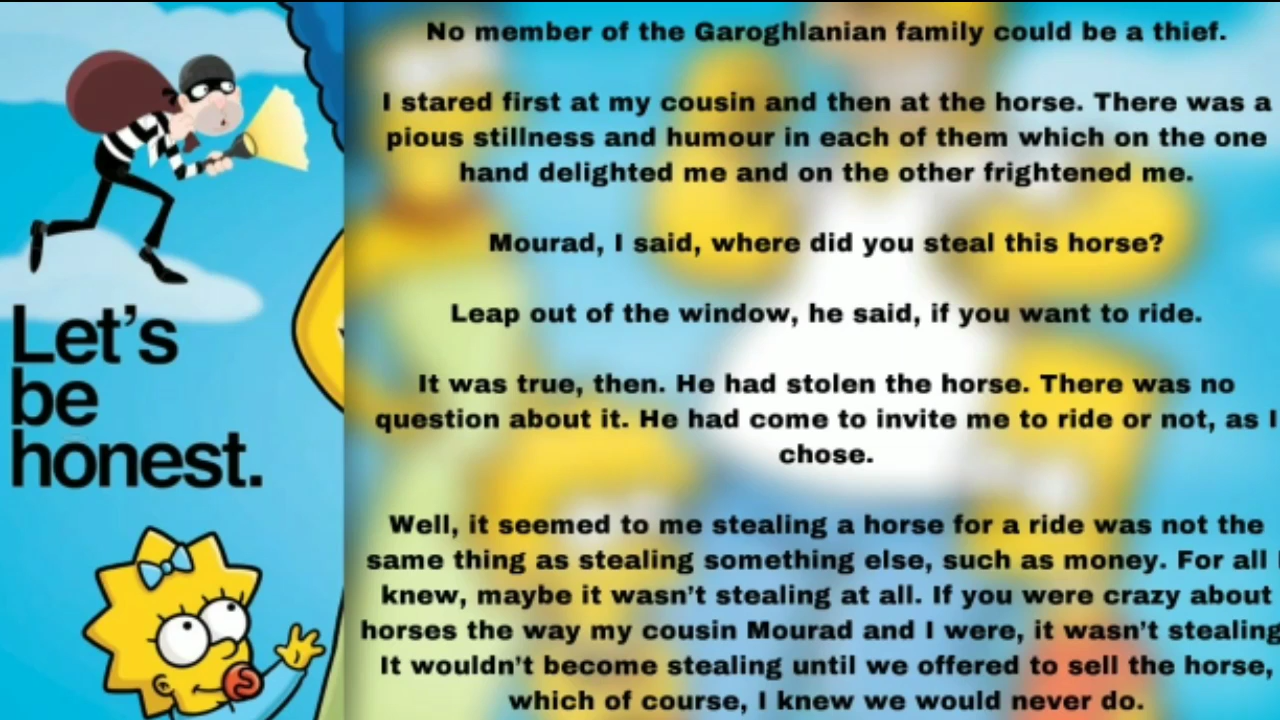 Let's
be
honest.
No member of the Garoghlanian family could be a thief.
I stared first at my cousin and then at the horse. There was a
pious stillness and humour in each of them which on the one
hand delighted me and on the other frightened me.
Mourad, I said, where did you steal this horse?
Leap out of the window, he said, if you want to ride.
It was true, then. He had stolen the horse. There was no
question about it. He had come to invite me to ride or not, as I
chose.
Well, it seemed to me stealing a horse for a ride was not the
same thing as stealing something else, such as money. For all I
knew, maybe it wasn't stealing at all. If you were crazy about
horses the way my cousin Mourad and I were, it wasn't stealing
It wouldn't become stealing until we offered to sell the horse,
which of course, I knew we would never do.